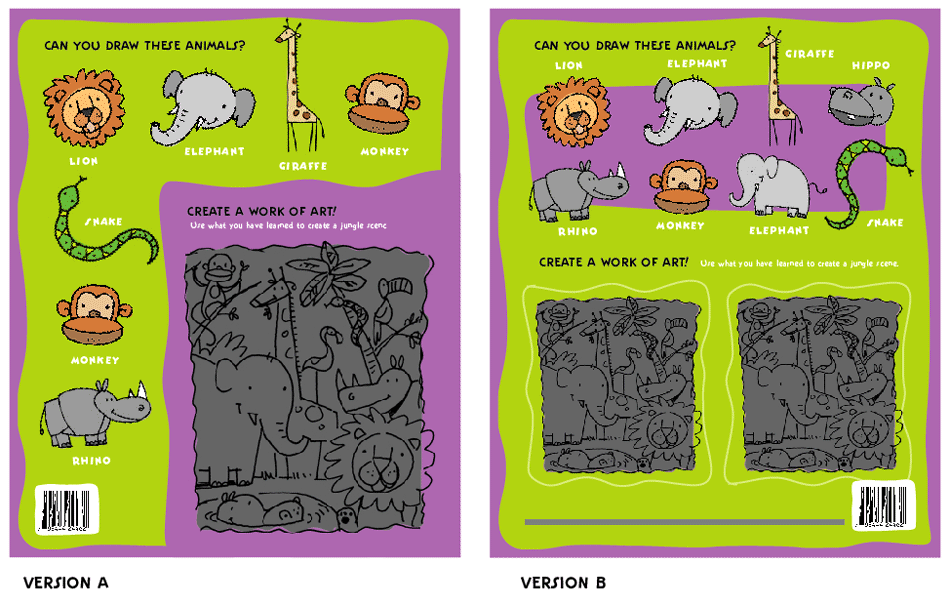 CAN YOU DRAW THESE ANIMALS?
LION
ELEPHANT
GIRAFFE
MONKEY
SNAKE
MONKEY
RHINO
CREATE A WORK OF ART!
Use what you have learned to create a jungle scene
VERSION A
CAN YOU DRAW THESE ANIMALS?
LION
ELEPHANT
GIRAFFE
HIPPO
RHINO
MONKEY
ELEPHANT
SNAKE
CREATE A WORK OF ART! Use what you have learned to create a jungle scene.
VERSION B